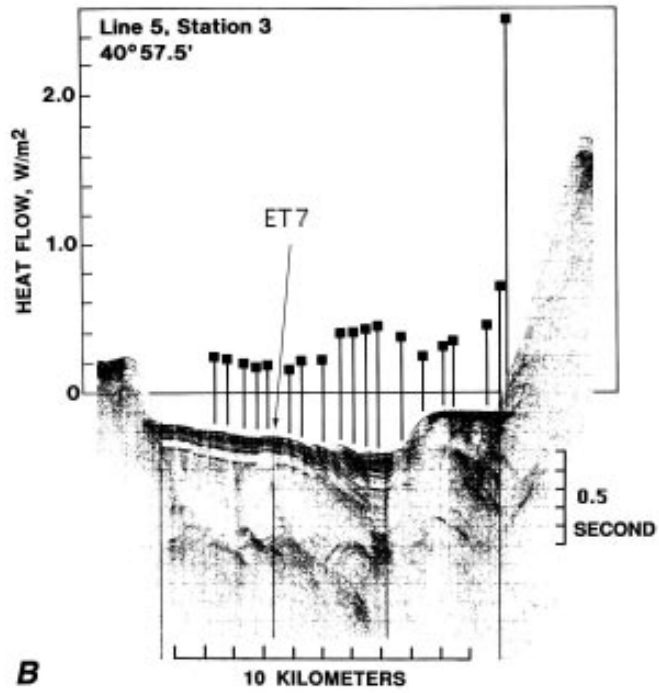 Line 5, Station 3
40°57.5'
2.0
HEAT FLOW, W/m²
ET7
1.0
0
0.5
SECOND
B
10 KILOMETERS